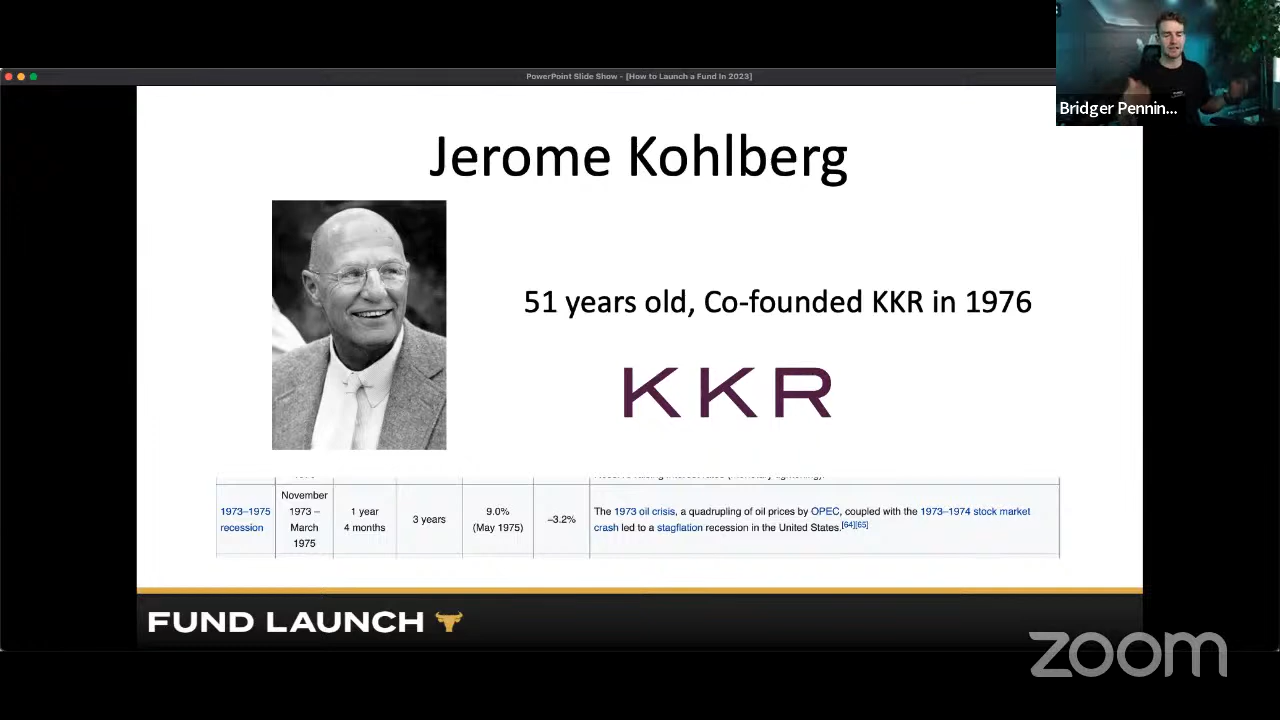 PowerPoint Slide Show - [How to Launch a Fund In 2023]
Bridger Pennin...
Jerome Kohlberg
51 years old, Co-founded KKR in 1976
KKR
1973–1975
recession
November
1973 –
March
1975
1 year
4 months
3 years
9.0%
(May 1975)
–3.2%
The 1973 oil crisis, a quadrupling of oil prices by OPEC, coupled with the 1973–1974 stock market
crash led to a stagflation recession in the United States.[64][65]
FUND LAUNCH
zoom